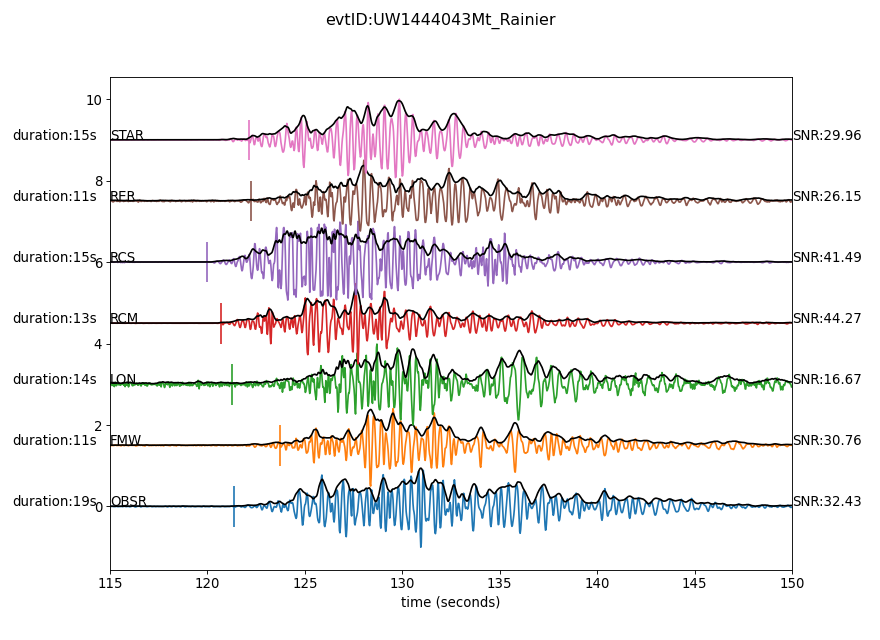 evtID:UW1444043Mt_Rainier
10
duration:15s STAR SNR:29.96
8
duration:11s RER SNR:26.15
duration:15s RCS SNR:41.49
6
duration:13s RCM SNR:44.27
4
duration:14s LON SNR:16.67
2
duration:11s FMW SNR:30.76
duration:19s OBSR SNR:32.43
0
115 120 125 130 135 140 145 150
time (seconds)